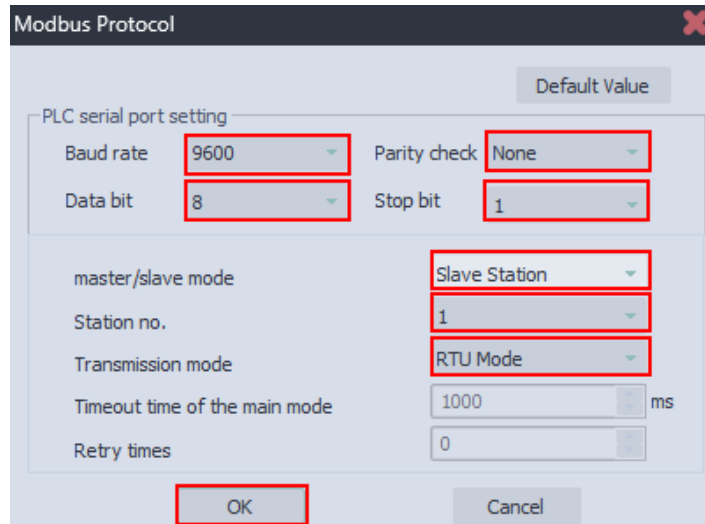 Modbus Protocol
Default Value
PLC serial port setting
Baud rate 9600 Parity check None
Data bit 8 Stop bit 1
master/slave mode Slave Station
Station no. 1
Transmission mode RTU Mode
Timeout time of the main mode 1000 ms
Retry times 0
OK Cancel